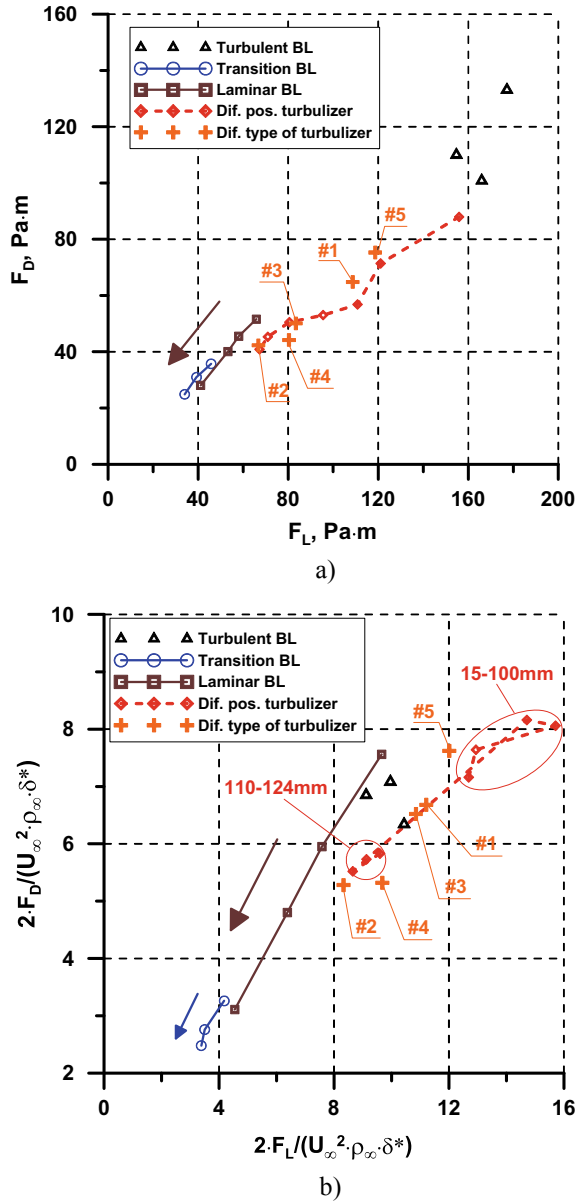 160
Turbulent BL
Transition BL
Laminar BL
Dif. pos. turbulizer
Dif. type of turbulizer
120
#5
#1
80
#3
40
#4
#2
0
0 40 80 120 160 200
F_D, Pa·m
F_L, Pa·m
a)
10
Turbulent BL
Transition BL
Laminar BL
Dif. pos. turbulizer
Dif. type of turbulizer
15-100mm
#5
8
110-124mm
#1
6
#3
#2 #4
4
2
0 4 8 12 16
2·F_D/(U_∞²·ρ_∞·δ*)
2·F_L/(U_∞²·ρ_∞·δ*)
b)